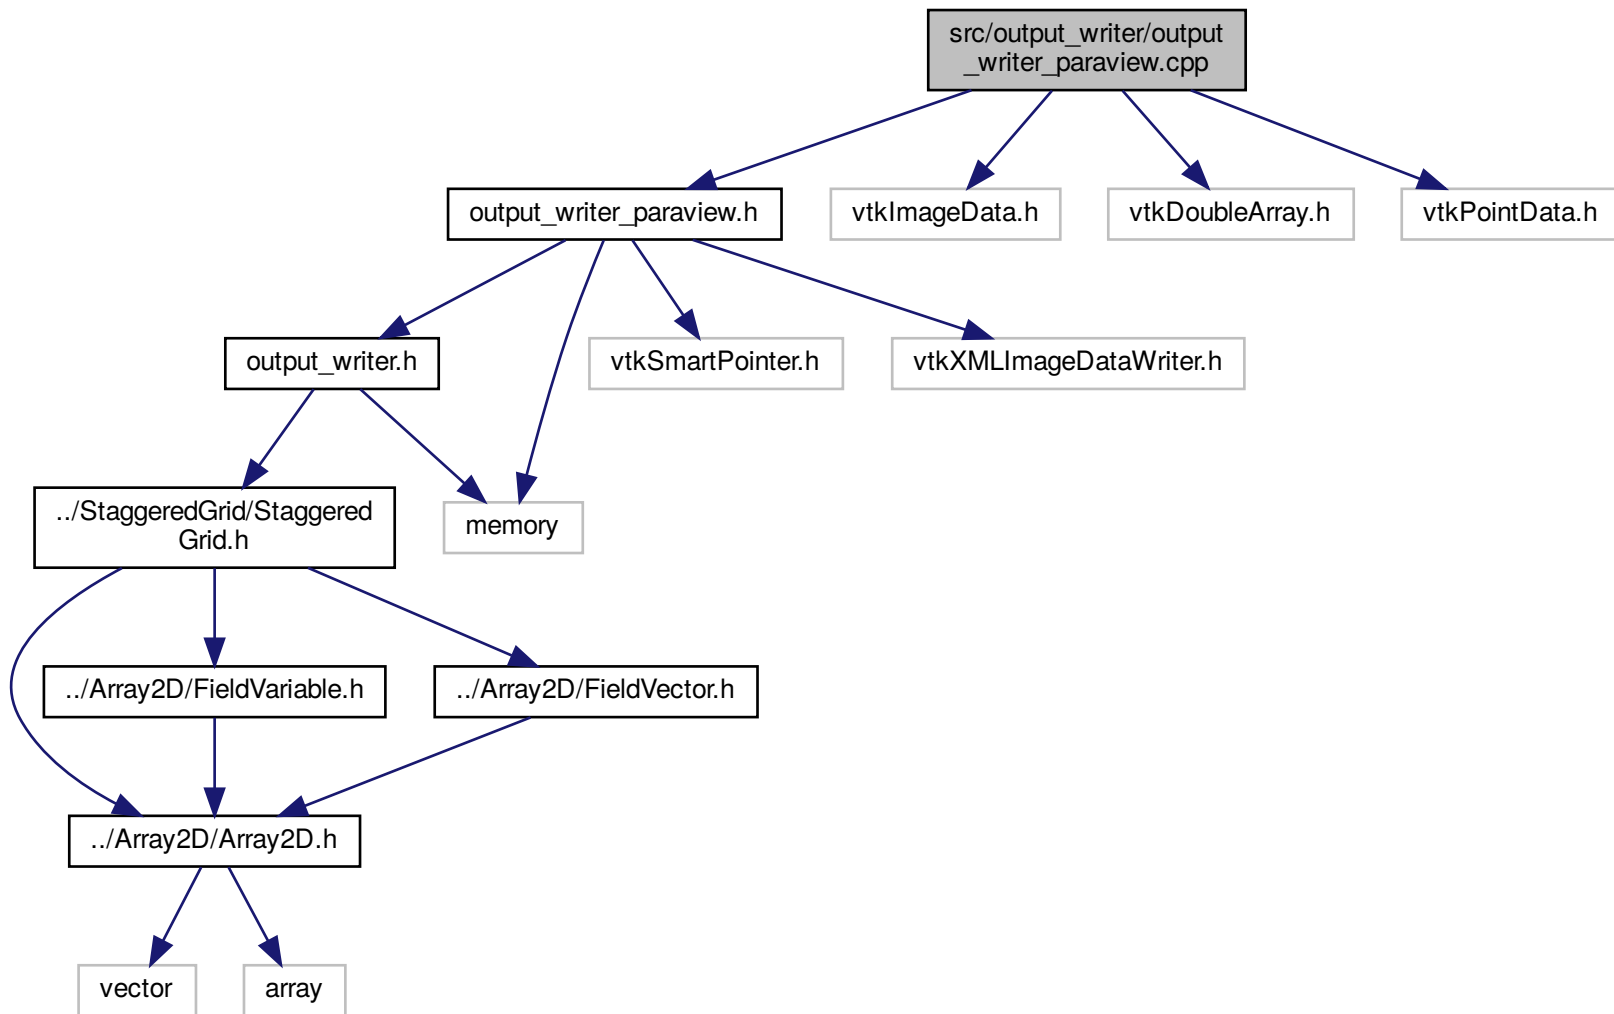 src/output_writer/output
_writer_paraview.cpp
output_writer_paraview.h
vtkImageData.h
vtkDoubleArray.h
vtkPointData.h
output_writer.h
vtkSmartPointer.h
vtkXMLImageDataWriter.h
../StaggeredGrid/Staggered
Grid.h
memory
../Array2D/FieldVariable.h
../Array2D/FieldVector.h
../Array2D/Array2D.h
vector
array